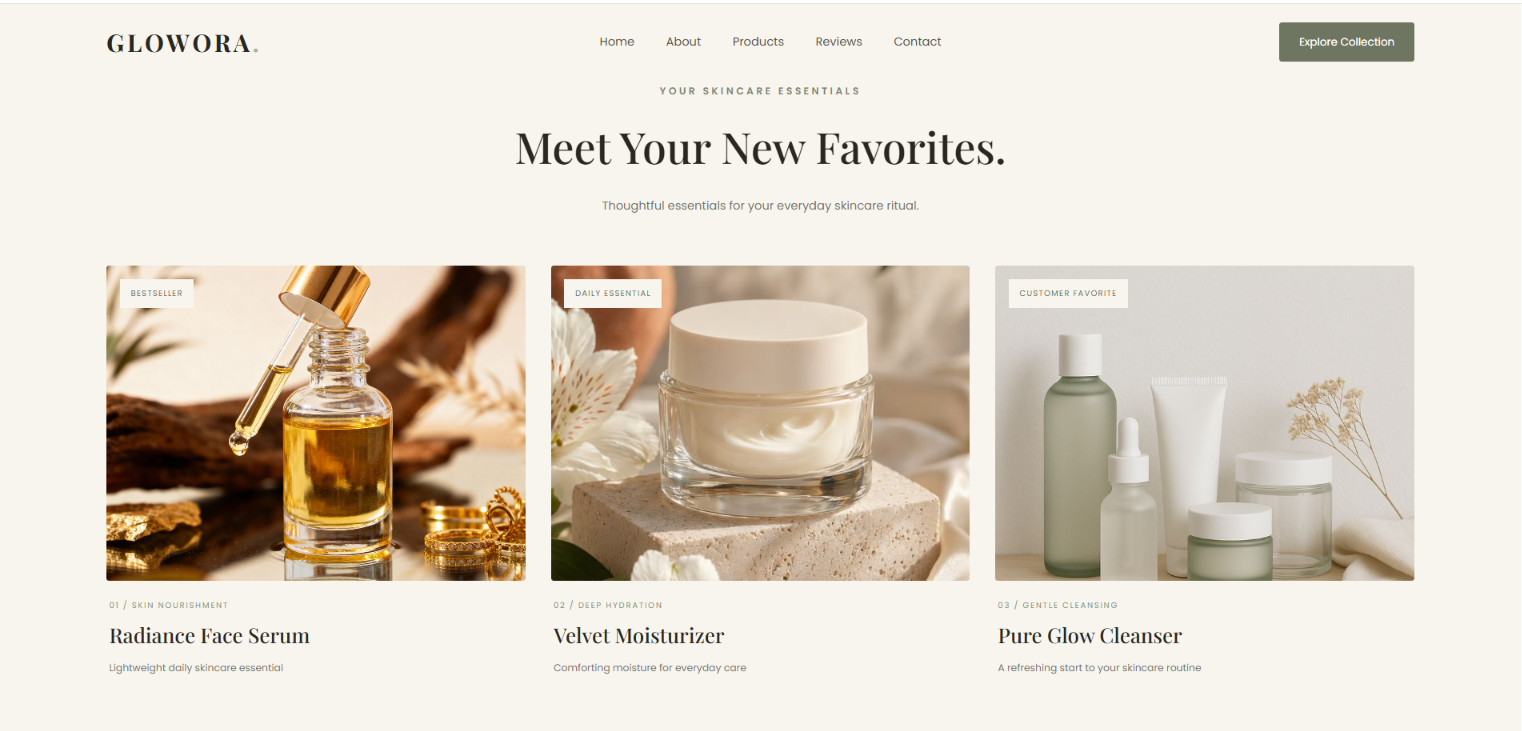 GLOWORA.
Home
About
Products
Reviews
Contact
Explore Collection
YOUR SKINCARE ESSENTIALS
Meet Your New Favorites.
Thoughtful essentials for your everyday skincare ritual.
BESTSELLER
DAILY ESSENTIAL
CUSTOMER FAVORITE
01 / SKIN NOURISHMENT
Radiance Face Serum
Lightweight daily skincare essential
02 / DEEP HYDRATION
Velvet Moisturizer
Comforting moisture for everyday care
03 / GENTLE CLEANSING
Pure Glow Cleanser
A refreshing start to your skincare routine